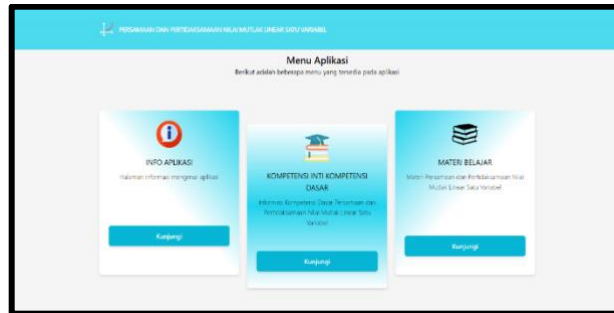 PERSAMAAN DAN PERTIDAKSAMAAN NILAI MUTLAK LINEAR SATU VARIABEL
Menu Aplikasi
Berikut adalah beberapa menu yang tersedia pada aplikasi
INFO APLIKASI
Halaman informasi mengenai aplikasi
Kunjungi
KOMPETENSI INTI KOMPETENSI
DASAR
Informasi Kompetensi Dasar Persamaan dan
Pertidaksamaan Nilai Mutlak Linear Satu
Variabel
Kunjungi
MATERI BELAJAR
Materi Persamaan dan Pertidaksamaan Nilai
Mutlak Linear Satu Variabel
Kunjungi